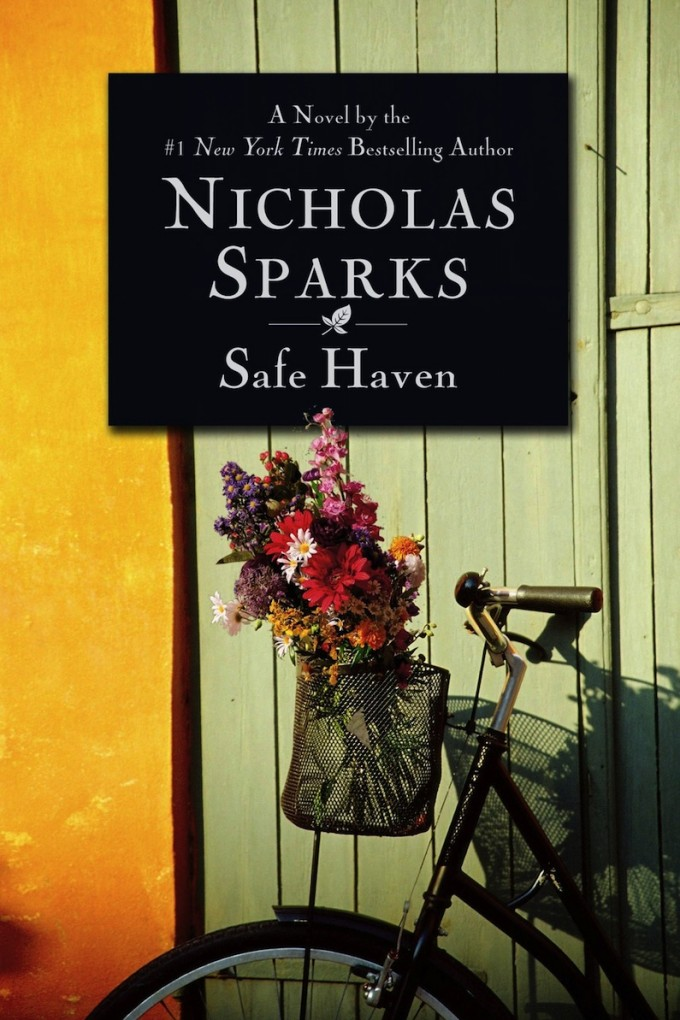 A Novel by the
#1 New York Times Bestselling Author
NICHOLAS
SPARKS
Safe Haven